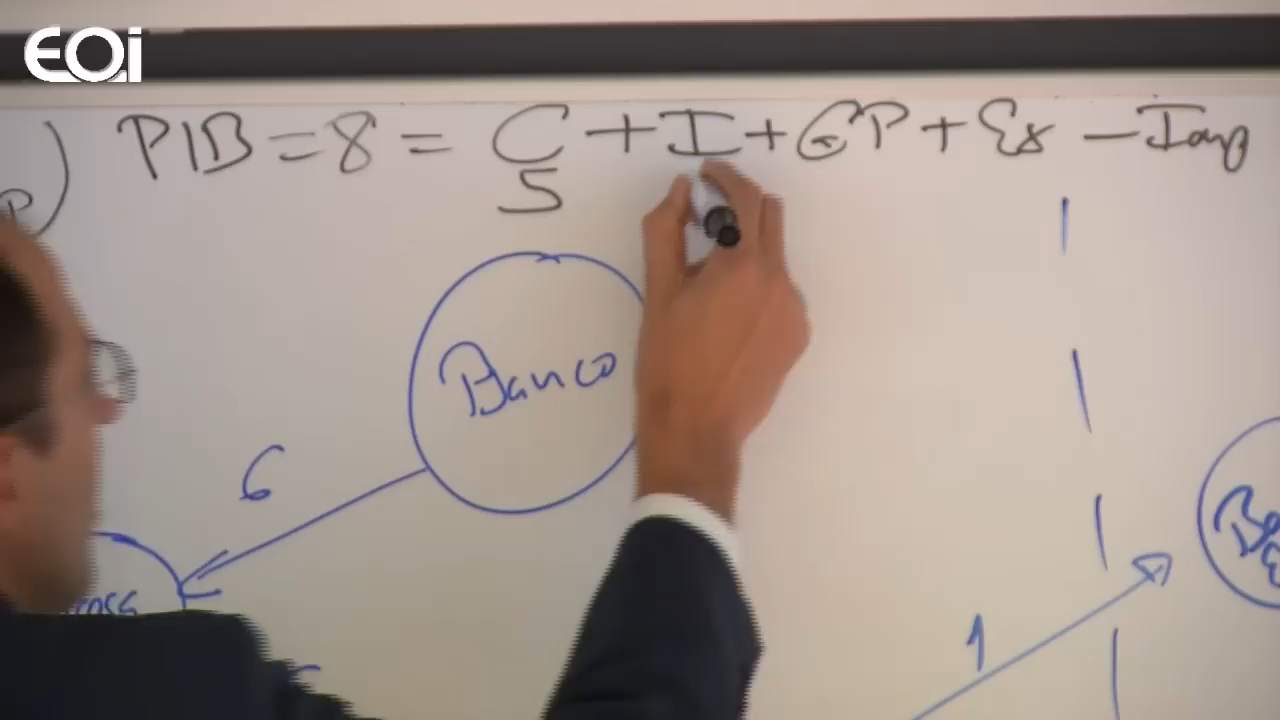 EOi
PIB = 8 = C + I + GP + Ex - Imp
5
Banco
6
1